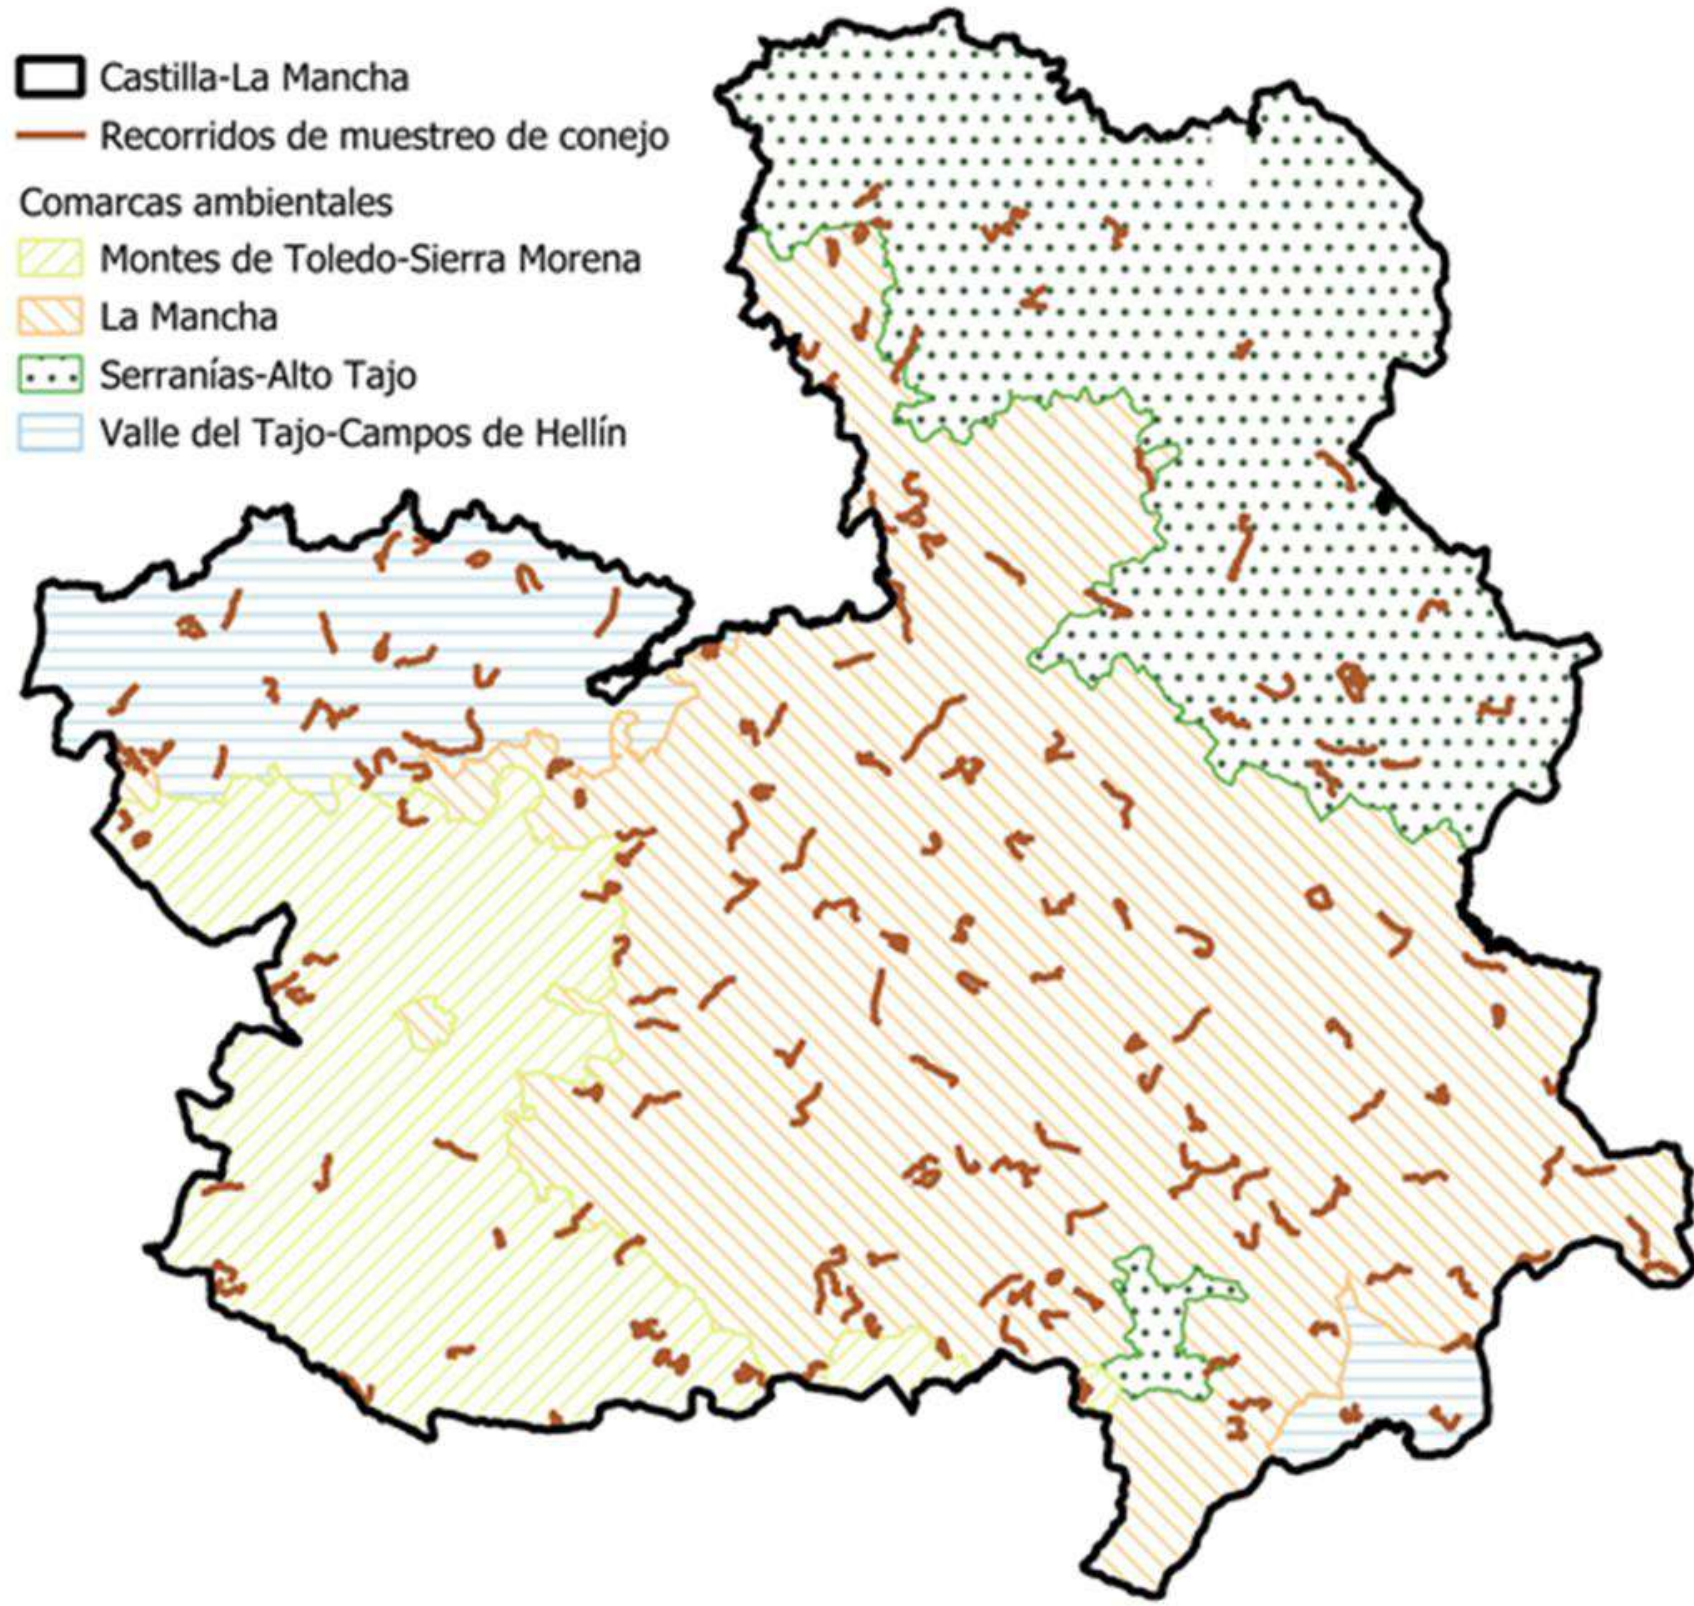 Castilla-La Mancha
Recorridos de muestreo de conejo
Comarcas ambientales
Montes de Toledo-Sierra Morena
La Mancha
Serranías-Alto Tajo
Valle del Tajo-Campos de Hellín